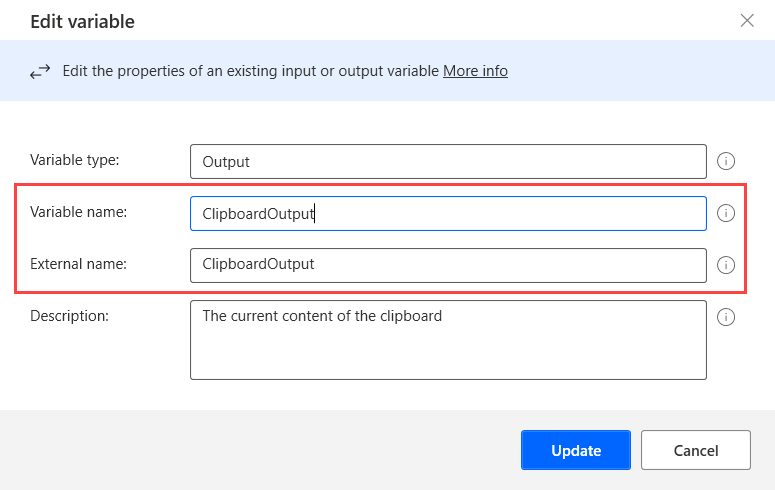 Edit variable
Edit the properties of an existing input or output variable More info
Variable type: Output
Variable name: ClipboardOutput
External name: ClipboardOutput
Description: The current content of the clipboard
Update Cancel